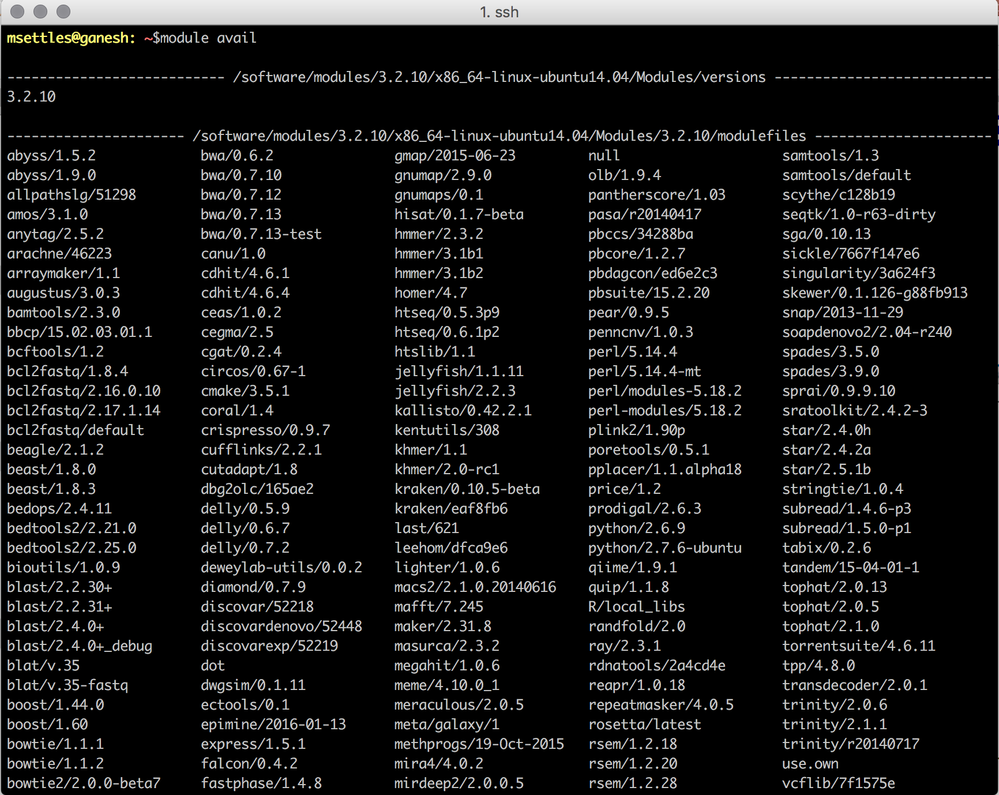 1. ssh
msettles@ganesh: ~$module avail
--------------------------- /software/modules/3.2.10/x86_64-linux-ubuntu14.04/Modules/versions ---------------------------
3.2.10
---------------------- /software/modules/3.2.10/x86_64-linux-ubuntu14.04/Modules/3.2.10/modulefiles ----------------------
abyss/1.5.2 bwa/0.6.2 gmap/2015-06-23 null samtools/1.3
abyss/1.9.0 bwa/0.7.10 gnumap/2.9.0 olb/1.9.4 samtools/default
allpathslg/51298 bwa/0.7.12 gnumaps/0.1 pantherscore/1.03 scythe/c128b19
amos/3.1.0 bwa/0.7.13 hisat/0.1.7-beta pasa/r20140417 seqtk/1.0-r63-dirty
anytag/2.5.2 bwa/0.7.13-test hmmer/2.3.2 pbccs/34288ba sga/0.10.13
arachne/46223 canu/1.0 hmmer/3.1b1 pbcore/1.2.7 sickle/7667f147e6
arraymaker/1.1 cdhit/4.6.1 hmmer/3.1b2 pbdagcon/ed6e2c3 singularity/3a624f3
augustus/3.0.3 cdhit/4.6.4 homer/4.7 pbsuite/15.2.20 skewer/0.1.126-g88fb913
bamtools/2.3.0 ceas/1.0.2 htseq/0.5.3p9 pear/0.9.5 snap/2013-11-29
bbcp/15.02.03.01.1 cegma/2.5 htseq/0.6.1p2 penncnv/1.0.3 soapdenovo2/2.04-r240
bcftools/1.2 cgat/0.2.4 htslib/1.1 perl/5.14.4 spades/3.5.0
bcl2fastq/1.8.4 circos/0.67-1 jellyfish/1.1.11 perl/5.14.4-mt spades/3.9.0
bcl2fastq/2.16.0.10 cmake/3.5.1 jellyfish/2.2.3 perl/modules-5.18.2 sprai/0.9.9.10
bcl2fastq/2.17.1.14 coral/1.4 kallisto/0.42.2.1 perl-modules/5.18.2 sratoolkit/2.4.2-3
bcl2fastq/default crispresso/0.9.7 kentutils/308 plink2/1.90p star/2.4.0h
beagle/2.1.2 cufflinks/2.2.1 khmer/1.1 poretools/0.5.1 star/2.4.2a
beast/1.8.0 cutadapt/1.8 khmer/2.0-rc1 pplacer/1.1.alpha18 star/2.5.1b
beast/1.8.3 dbg2olc/165ae2 kraken/0.10.5-beta price/1.2 stringtie/1.0.4
bedops/2.4.11 delly/0.5.9 kraken/eaf8fb6 prodigal/2.6.3 subread/1.4.6-p3
bedtools2/2.21.0 delly/0.6.7 last/621 python/2.6.9 subread/1.5.0-p1
bedtools2/2.25.0 delly/0.7.2 leehom/dfca9e6 python/2.7.6-ubuntu tabix/0.2.6
bioutils/1.0.9 deweylab-utils/0.0.2 lighter/1.0.6 qiime/1.9.1 tandem/15-04-01-1
blast/2.2.30+ diamond/0.7.9 macs2/2.1.0.20140616 quip/1.1.8 tophat/2.0.13
blast/2.2.31+ discovar/52218 mafft/7.245 R/local_libs tophat/2.0.5
blast/2.4.0+ discovardenovo/52448 maker/2.31.8 randfold/2.0 tophat/2.1.0
blast/2.4.0+_debug discovarexp/52219 masurca/2.3.2 ray/2.3.1 torrentsuite/4.6.11
blat/v.35 dot megahit/1.0.6 rdnatools/2a4cd4e tpp/4.8.0
blat/v.35-fastq dwgsim/0.1.11 meme/4.10.0_1 reapr/1.0.18 transdecoder/2.0.1
boost/1.44.0 ectools/0.1 meraculous/2.0.5 repeatmasker/4.0.5 trinity/2.0.6
boost/1.60 epimine/2016-01-13 meta/galaxy/1 rosetta/latest trinity/2.1.1
bowtie/1.1.1 express/1.5.1 methprogs/19-Oct-2015 rsem/1.2.18 trinity/r20140717
bowtie/1.1.2 falcon/0.4.2 mira4/4.0.2 rsem/1.2.20 use.own
bowtie2/2.0.0-beta7 fastphase/1.4.8 mirdeep2/2.0.0.5 rsem/1.2.28 vcflib/7f1575e